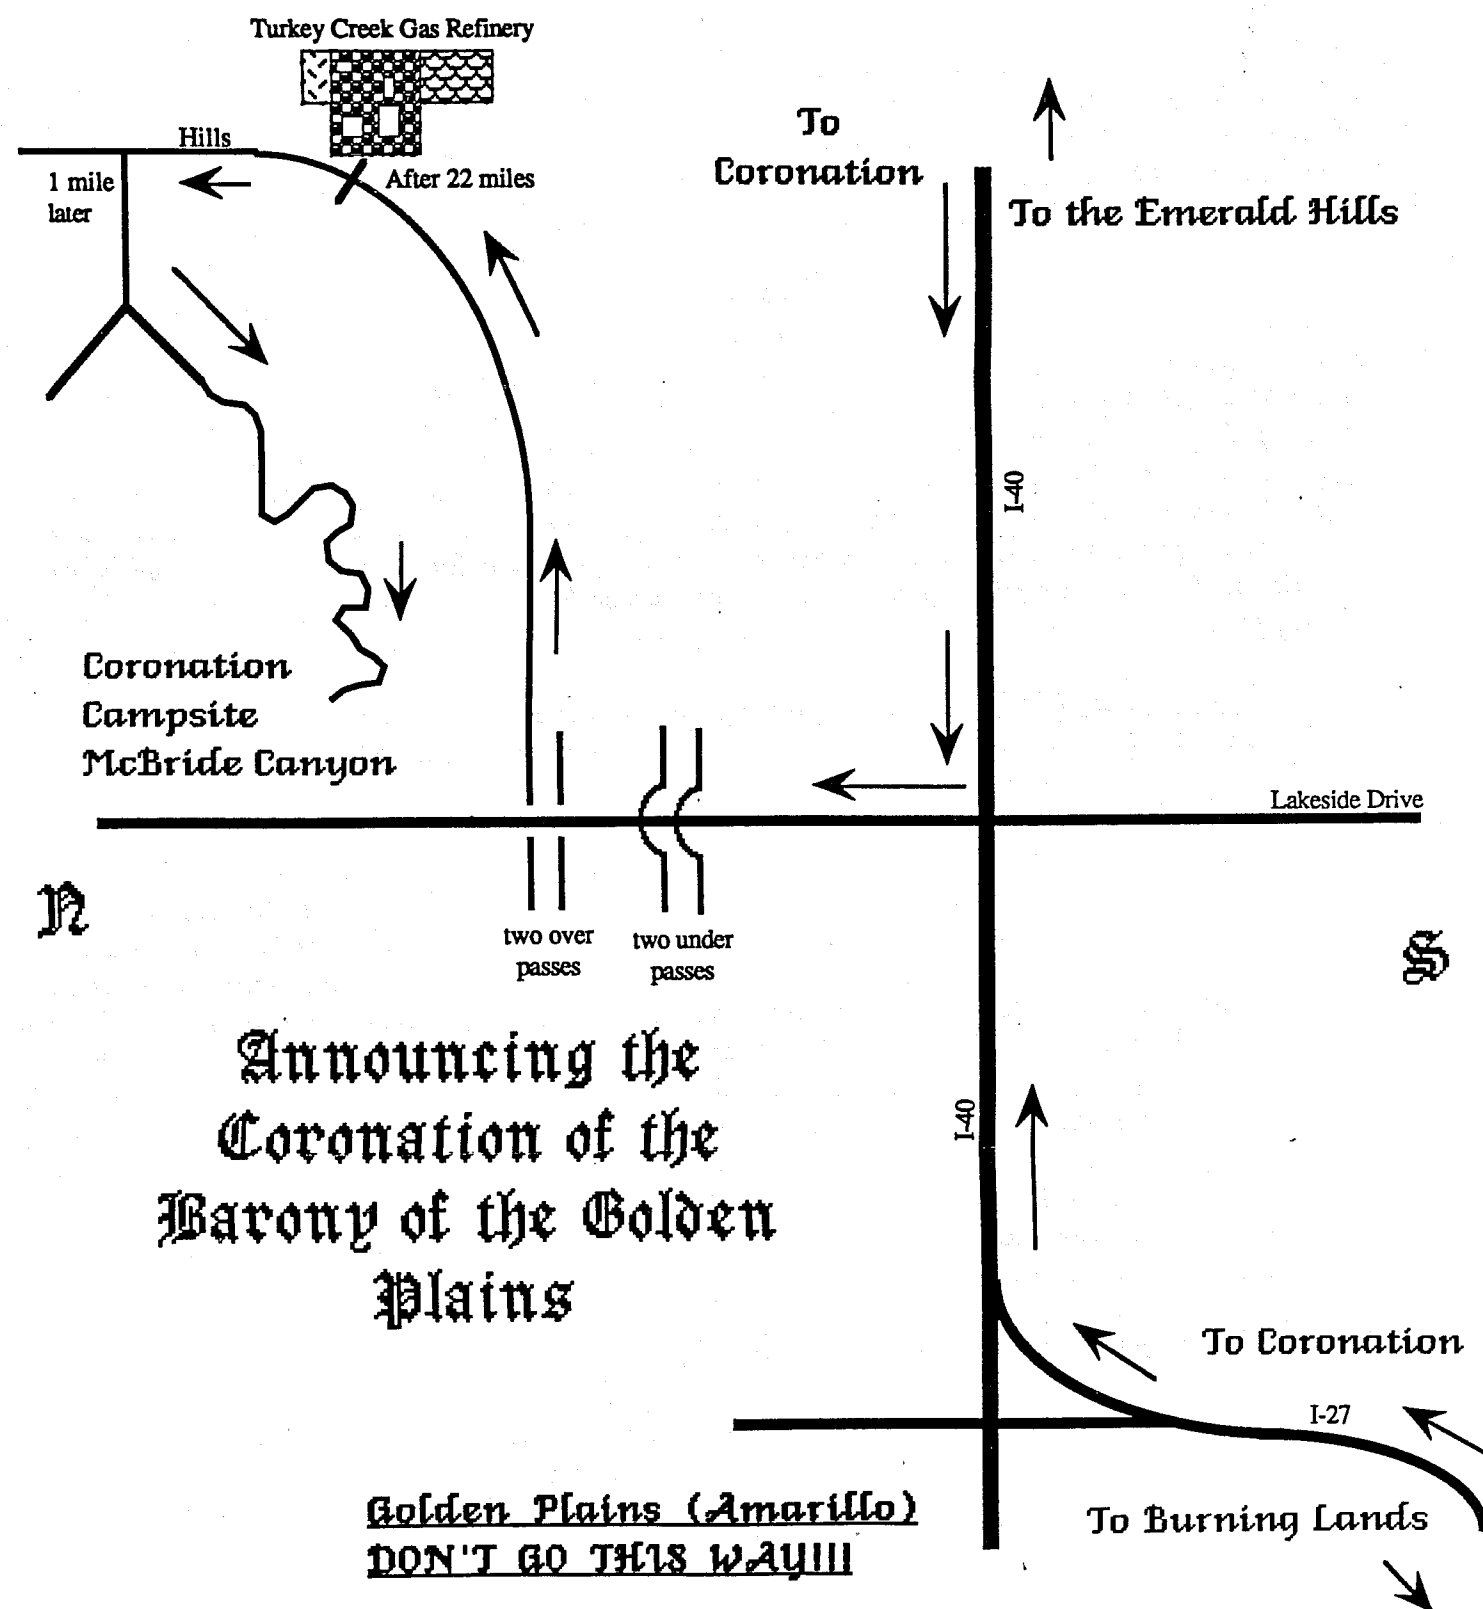 Turkey Creek Gas Refinery
Hills
1 mile
later
After 22 miles
To
Coronation
To the Emerald Hills
I-40
Coronation
Campsite
McBride Canyon
Lakeside Drive
N
S
two over
passes
two under
passes
Announcing the
Coronation of the
Barony of the Golden
Plains
I-40
To Coronation
I-27
To Burning Lands
Golden Plains (Amarillo)
DON'T GO THIS WAY!!!